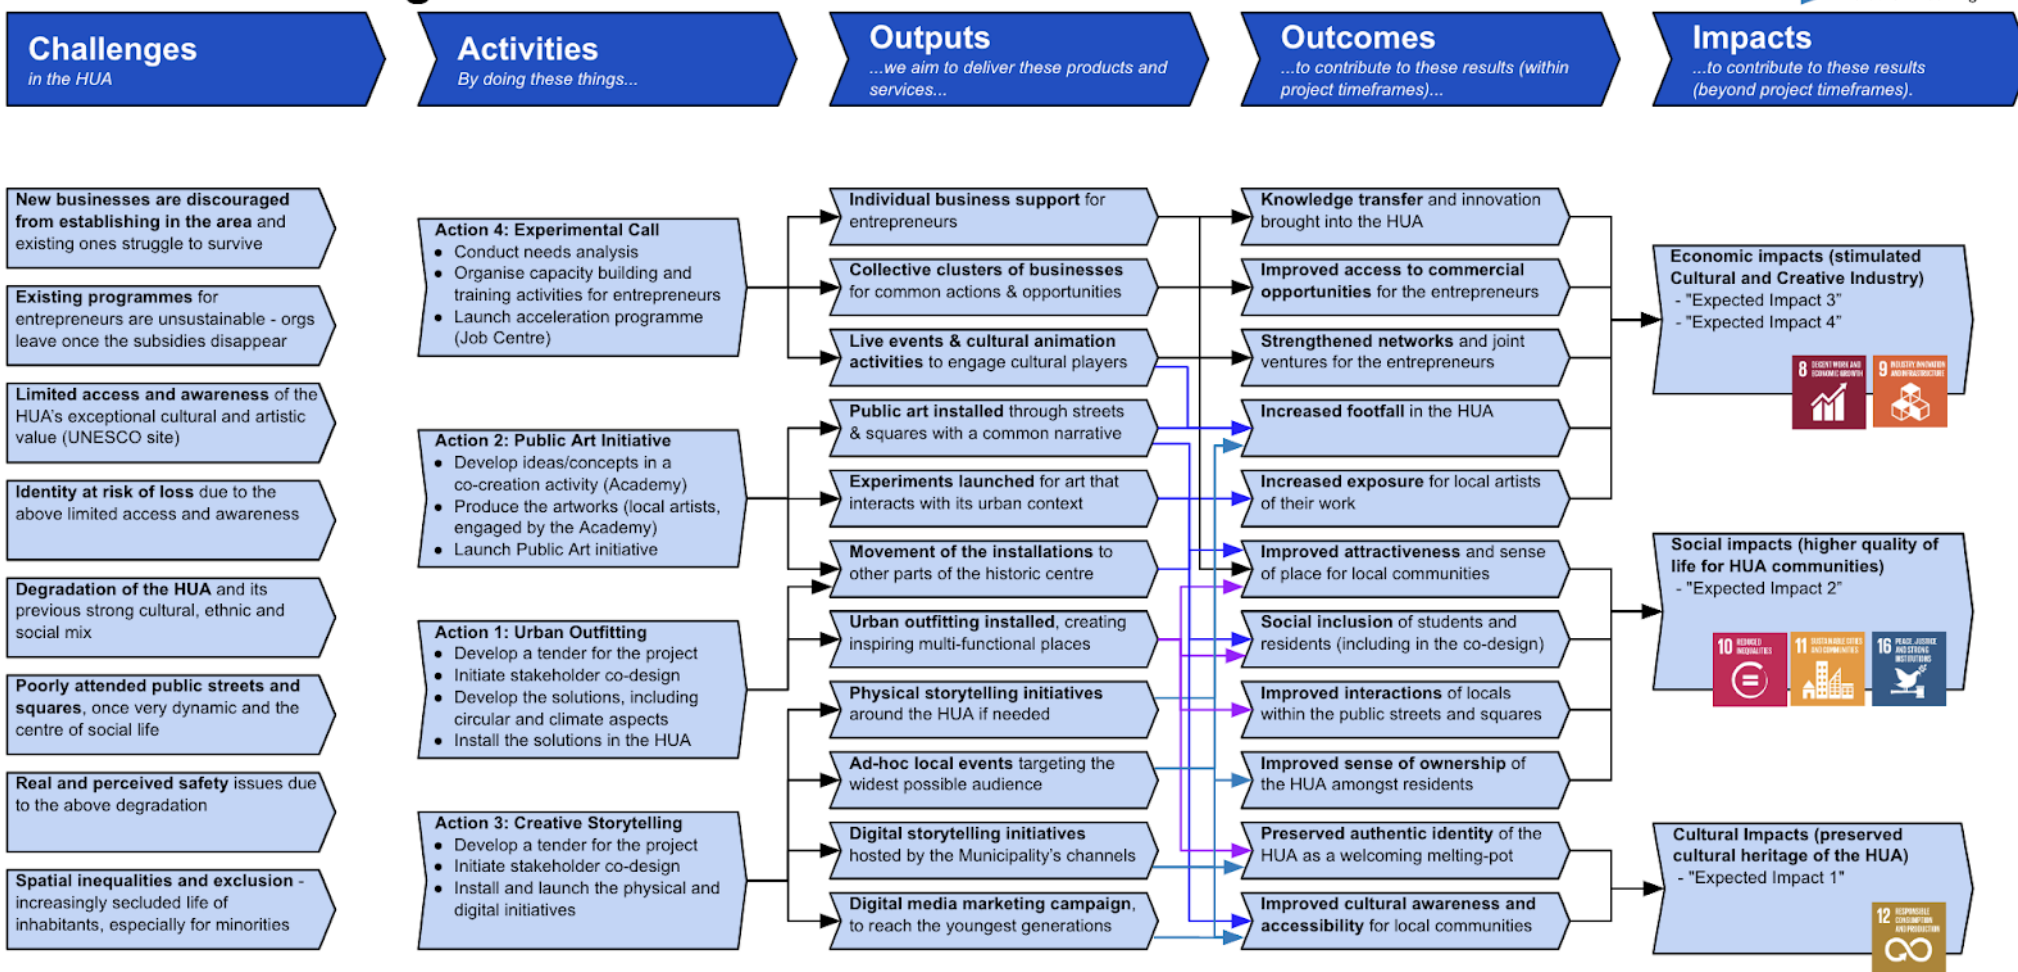 Challenges
in the HUA
Activities
By doing these things...
Outputs
...we aim to deliver these products and
services...
Outcomes
...to contribute to these results (within
project timeframes)...
Impacts
...to contribute to these results
(beyond project timeframes).
New businesses are discouraged
from establishing in the area and
existing ones struggle to survive
Existing programmes for
entrepreneurs are unsustainable - orgs
leave once the subsidies disappear
Limited access and awareness of the
HUA's exceptional cultural and artistic
value (UNESCO site)
Identity at risk of loss due to the
above limited access and awareness
Degradation of the HUA and its
previous strong cultural, ethnic and
social mix
Poorly attended public streets and
squares, once very dynamic and the
centre of social life
Real and perceived safety issues due
to the above degradation
Spatial inequalities and exclusion -
increasingly secluded life of
inhabitants, especially for minorities
Action 4: Experimental Call
● Conduct needs analysis
● Organise capacity building and
training activities for entrepreneurs
● Launch acceleration programme
(Job Centre)
Action 2: Public Art Initiative
● Develop ideas/concepts in a
co-creation activity (Academy)
● Produce the artworks (local artists,
engaged by the Academy)
● Launch Public Art initiative
Action 1: Urban Outfitting
● Develop a tender for the project
● Initiate stakeholder co-design
● Develop the solutions, including
circular and climate aspects
● Install the solutions in the HUA
Action 3: Creative Storytelling
● Develop a tender for the project
● Initiate stakeholder co-design
● Install and launch the physical and
digital initiatives
Individual business support for
entrepreneurs
Collective clusters of businesses
for common actions & opportunities
Live events & cultural animation
activities to engage cultural players
Public art installed through streets
& squares with a common narrative
Experiments launched for art that
interacts with its urban context
Movement of the installations to
other parts of the historic centre
Urban outfitting installed, creating
inspiring multi-functional places
Physical storytelling initiatives
around the HUA if needed
Ad-hoc local events targeting the
widest possible audience
Digital storytelling initiatives
hosted by the Municipality's channels
Digital media marketing campaign,
to reach the youngest generations
Knowledge transfer and innovation
brought into the HUA
Improved access to commercial
opportunities for the entrepreneurs
Strengthened networks and joint
ventures for the entrepreneurs
Increased footfall in the HUA
Increased exposure for local artists
of their work
Improved attractiveness and sense
of place for local communities
Social inclusion of students and
residents (including in the co-design)
Improved interactions of locals
within the public streets and squares
Improved sense of ownership of
the HUA amongst residents
Preserved authentic identity of the
HUA as a welcoming melting-pot
Improved cultural awareness and
accessibility for local communities
Economic impacts (stimulated
Cultural and Creative Industry)
- "Expected Impact 3"
- "Expected Impact 4"
8 DECENT WORK AND
ECONOMIC GROWTH
9 INDUSTRY, INNOVATION
AND INFRASTRUCTURE
Social impacts (higher quality of
life for HUA communities)
- "Expected Impact 2"
10 REDUCED
INEQUALITIES
11 SUSTAINABLE CITIES
AND COMMUNITIES
16 PEACE, JUSTICE
AND STRONG
INSTITUTIONS
Cultural Impacts (preserved
cultural heritage of the HUA)
- "Expected Impact 1"
12 RESPONSIBLE
CONSUMPTION
AND PRODUCTION